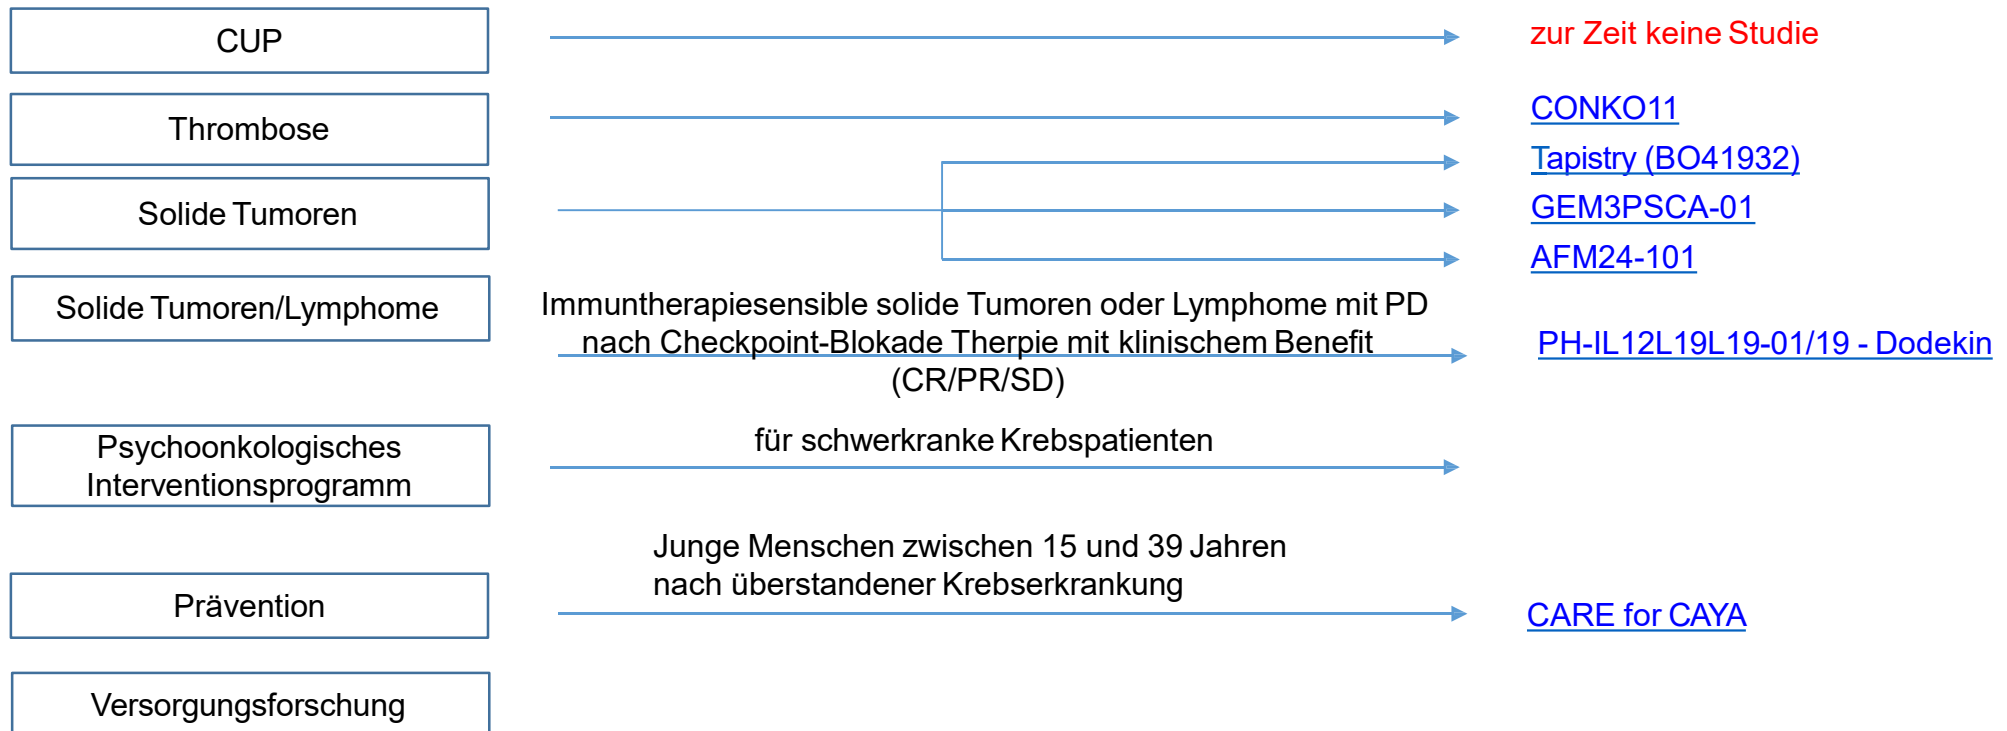 CUP
zur Zeit keine Studie
Thrombose
CONKO11
Solide Tumoren
Tapistry (BO41932)
GEM3PSCA-01
AFM24-101
Solide Tumoren/Lymphome
Immuntherapiesensible solide Tumoren oder Lymphome mit PD
nach Checkpoint-Blokade Therpie mit klinischem Benefit
(CR/PR/SD)
PH-IL12L19L19-01/19 - Dodekin
Psychoonkologisches
Interventionsprogramm
für schwerkranke Krebspatienten
Prävention
Junge Menschen zwischen 15 und 39 Jahren
nach überstandener Krebserkrankung
CARE for CAYA
Versorgungsforschung